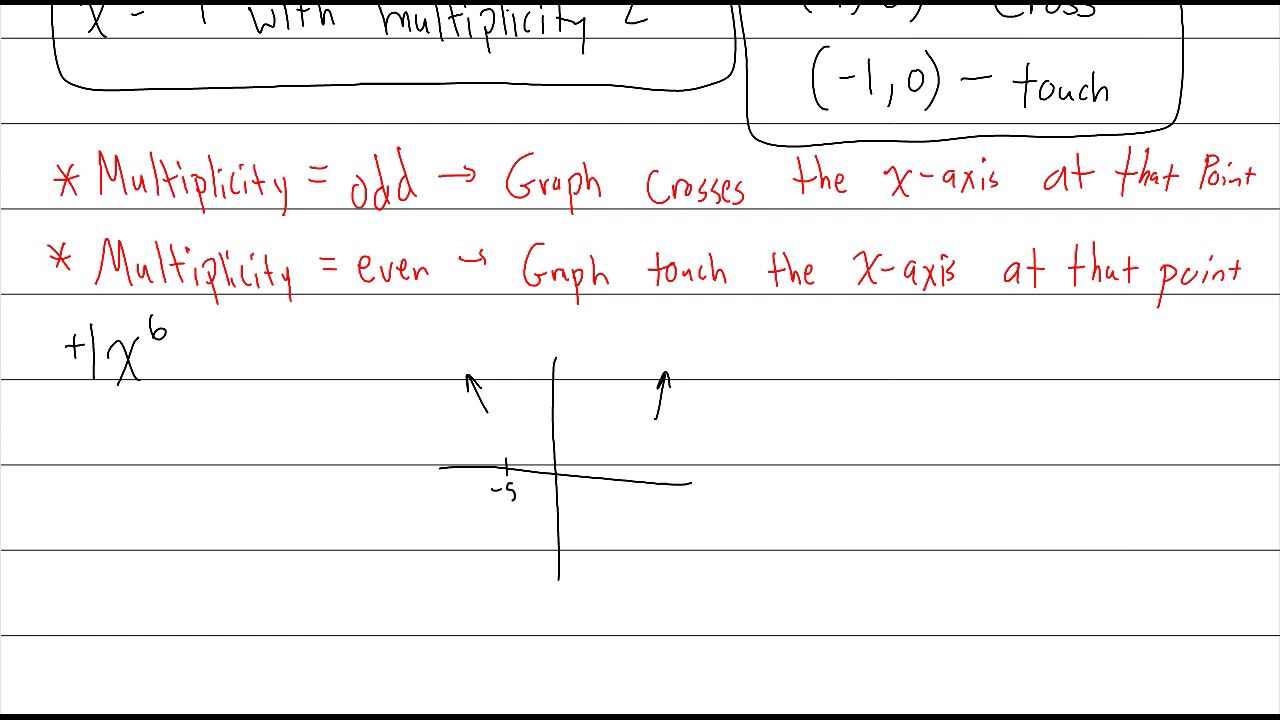 with multiplicity 2
(-1,0) - touch
* Multiplicity = odd → Graph crosses the x-axis at that Point
* Multiplicity = even → Graph touch the x-axis at that point
+1x⁶
-5